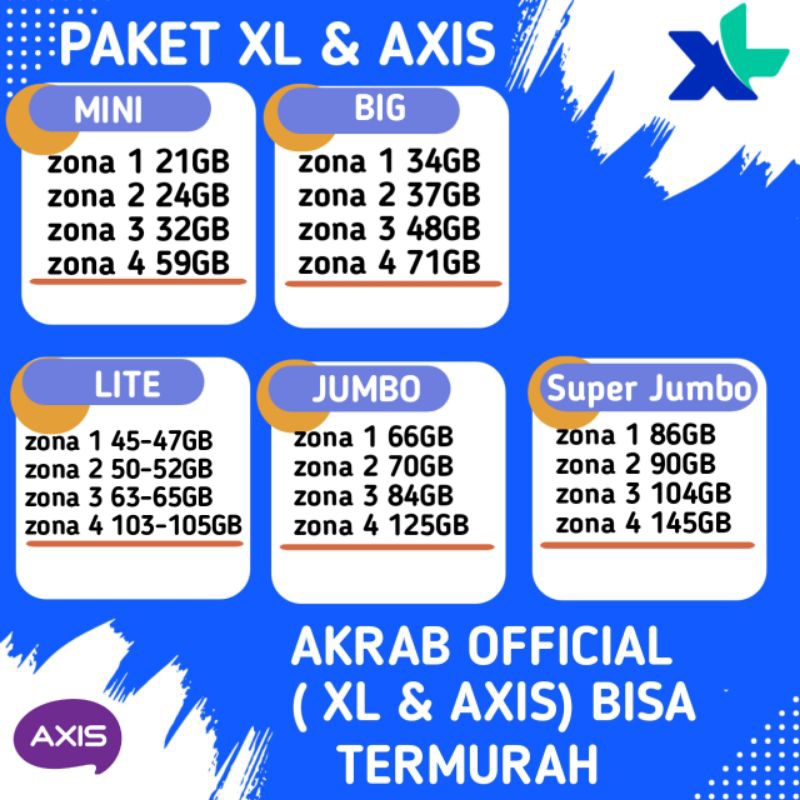 PAKET XL & AXIS
XL
MINI
zona 1 21GB
zona 2 24GB
zona 3 32GB
zona 4 59GB
BIG
zona 1 34GB
zona 2 37GB
zona 3 48GB
zona 4 71GB
LITE
zona 1 45-47GB
zona 2 50-52GB
zona 3 63-65GB
zona 4 103-105GB
JUMBO
zona 1 66GB
zona 2 70GB
zona 3 84GB
zona 4 125GB
Super Jumbo
zona 1 86GB
zona 2 90GB
zona 3 104GB
zona 4 145GB
AKRAB OFFICIAL
( XL & AXIS) BISA
TERMURAH
AXIS